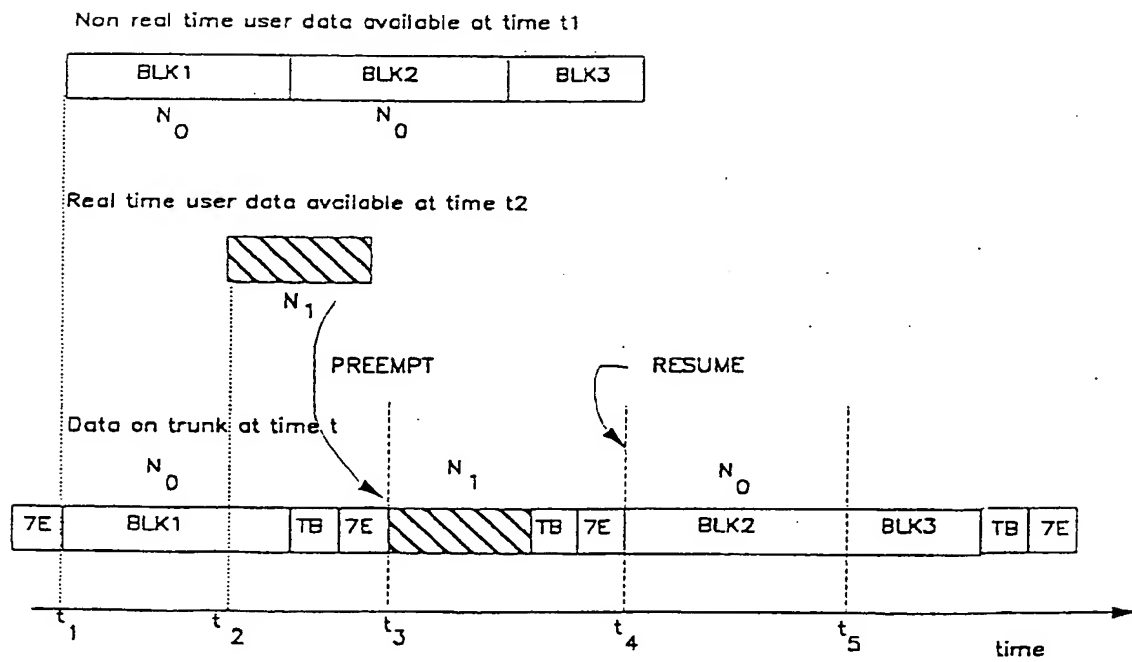 Non real time user data available at time t1
BLK1 BLK2 BLK3
N0 N0
Real time user data available at time t2
N1
PREEMPT RESUME
Data on trunk at time t
N0 N1 N0
7E BLK1 TB 7E TB 7E BLK2 BLK3 TB 7E
t1 t2 t3 t4 t5
time